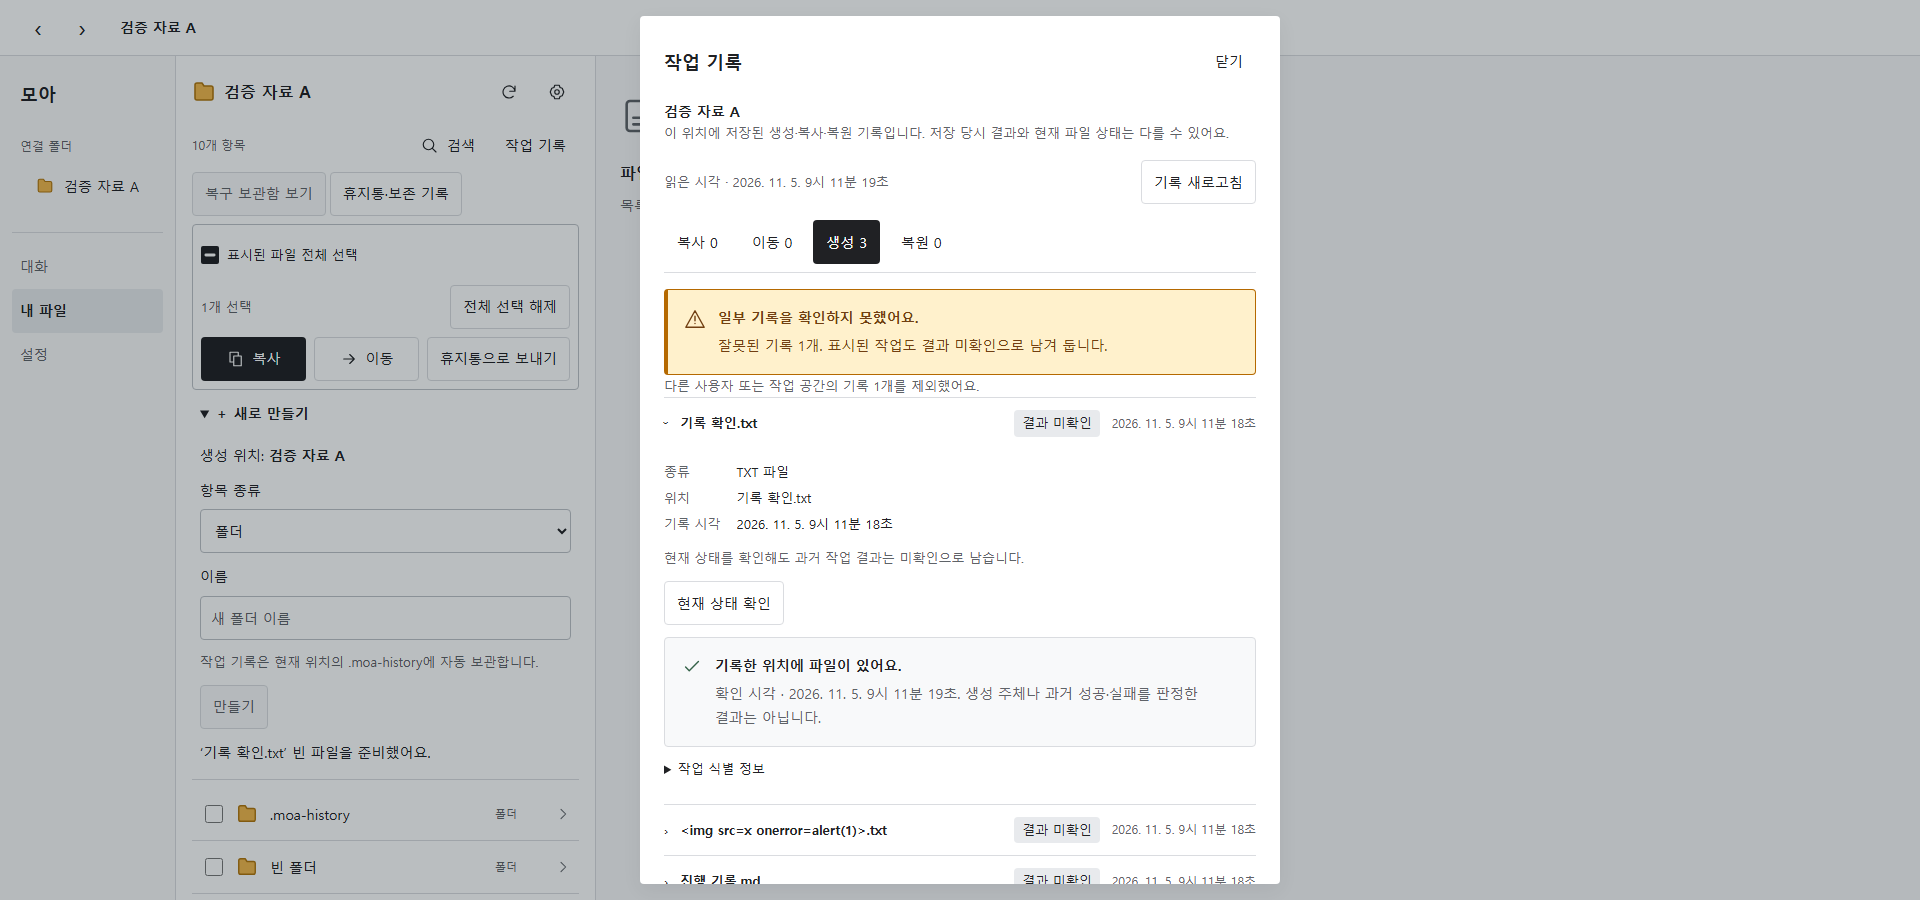 검증 자료 A
모아
연결 폴더
검증 자료 A
대화
내 파일
설정
검증 자료 A
10개 항목
검색
작업 기록
복구 보관함 보기
휴지통·보존 기록
표시된 파일 전체 선택
1개 선택
전체 선택 해제
복사
이동
휴지통으로 보내기
+ 새로 만들기
생성 위치: 검증 자료 A
항목 종류
폴더
이름
새 폴더 이름
작업 기록은 현재 위치의 .moa-history에 자동 보관합니다.
만들기
‘기록 확인.txt’ 빈 파일을 준비했어요.
.moa-history 폴더
빈 폴더 폴더
작업 기록
닫기
검증 자료 A
이 위치에 저장된 생성·복사·복원 기록입니다. 저장 당시 결과와 현재 파일 상태는 다를 수 있어요.
읽은 시각 · 2026. 11. 5. 9시 11분 19초
기록 새로고침
복사 0 이동 0 생성 3 복원 0
일부 기록을 확인하지 못했어요.
잘못된 기록 1개. 표시된 작업도 결과 미확인으로 남겨 둡니다.
다른 사용자 또는 작업 공간의 기록 1개를 제외했어요.
기록 확인.txt 결과 미확인 2026. 11. 5. 9시 11분 18초
종류 TXT 파일
위치 기록 확인.txt
기록 시각 2026. 11. 5. 9시 11분 18초
현재 상태를 확인해도 과거 작업 결과는 미확인으로 남습니다.
현재 상태 확인
기록한 위치에 파일이 있어요.
확인 시각 · 2026. 11. 5. 9시 11분 19초. 생성 주체나 과거 성공·실패를 판정한
결과는 아닙니다.
작업 식별 정보
<img src=x onerror=alert(1)>.txt 결과 미확인 2026. 11. 5. 9시 11분 18초
진행 기록.md 결과 미확인 2026. 11. 5. 9시 11분 18초